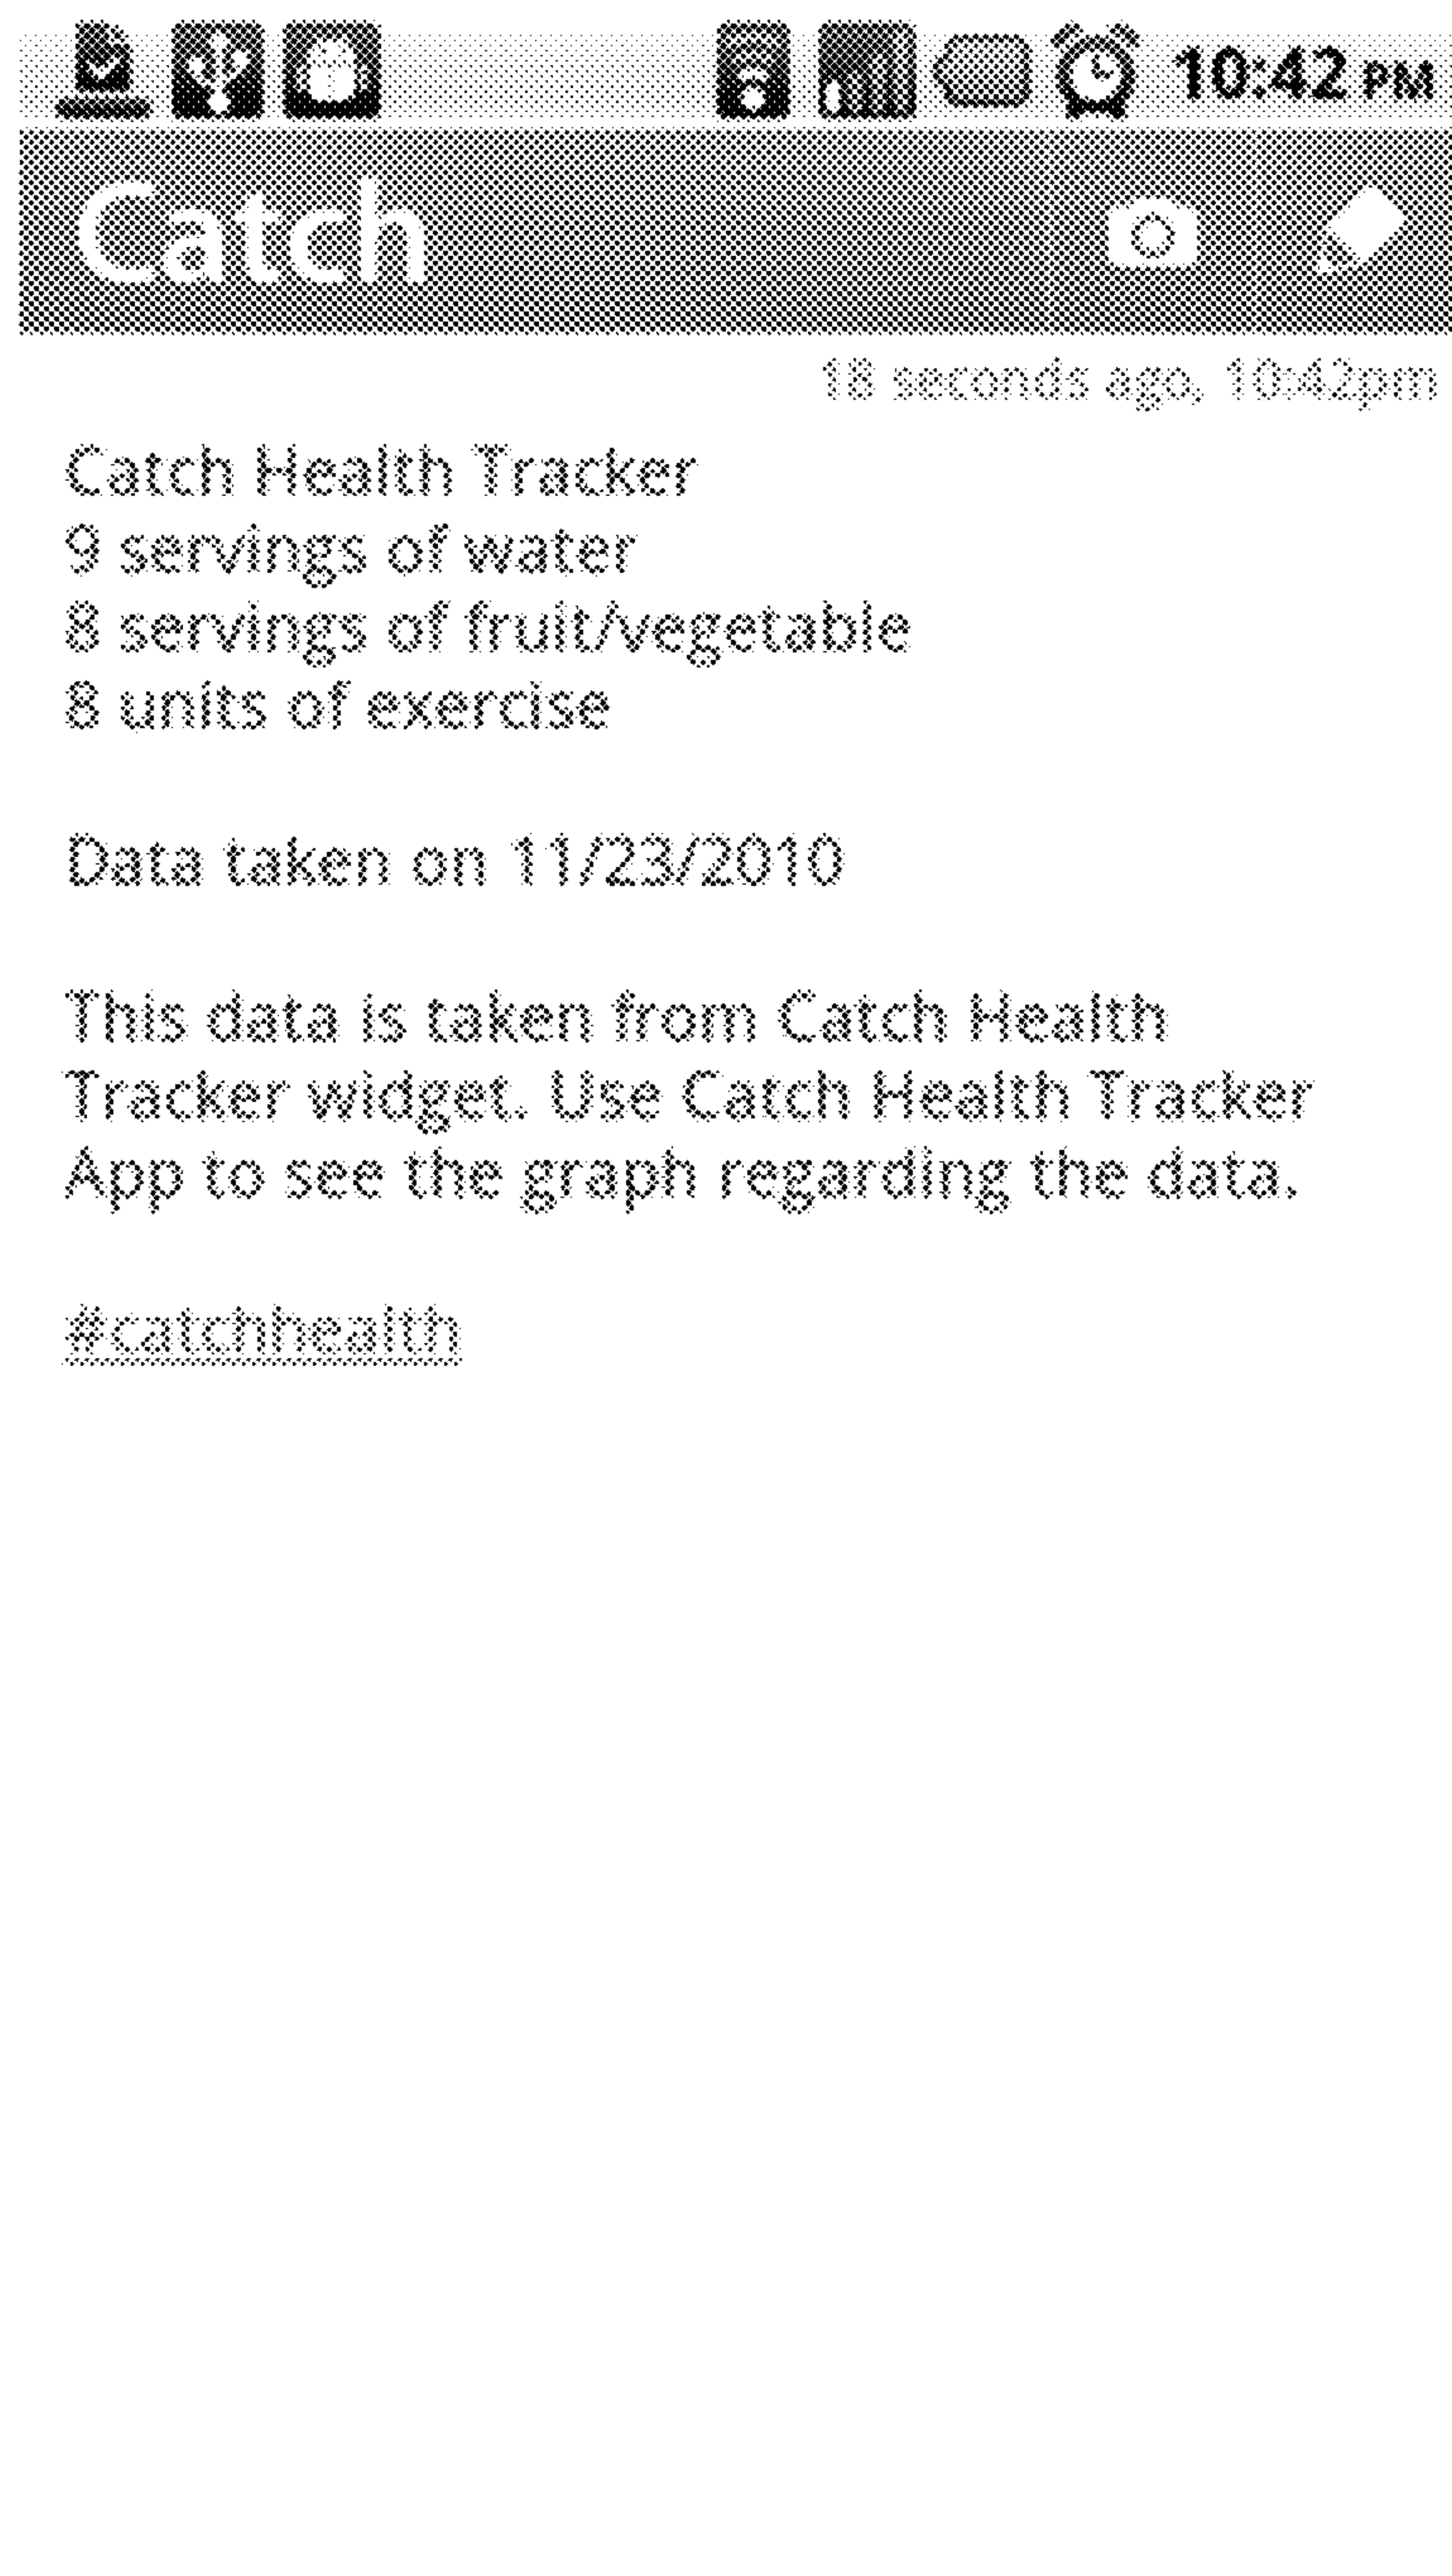 10:42 PM
Catch
18 seconds ago, 10:42pm
Catch Health Tracker
9 servings of water
8 servings of fruit/vegetable
8 units of exercise
Data taken on 11/23/2010
This data is taken from Catch Health
Tracker widget. Use Catch Health Tracker
App to see the graph regarding the data.
#catchhealth